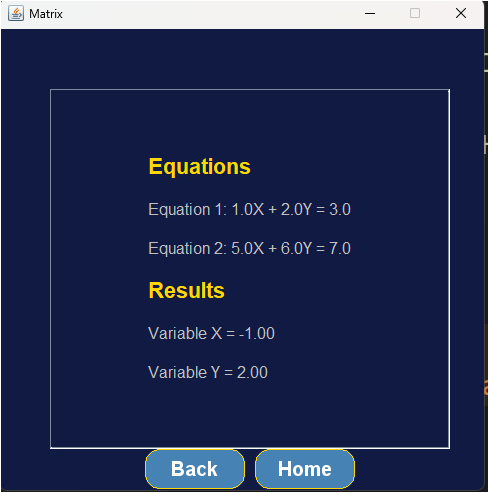 Matrix
Equations
Equation 1: 1.0X + 2.0Y = 3.0
Equation 2: 5.0X + 6.0Y = 7.0
Results
Variable X = -1.00
Variable Y = 2.00
Back Home